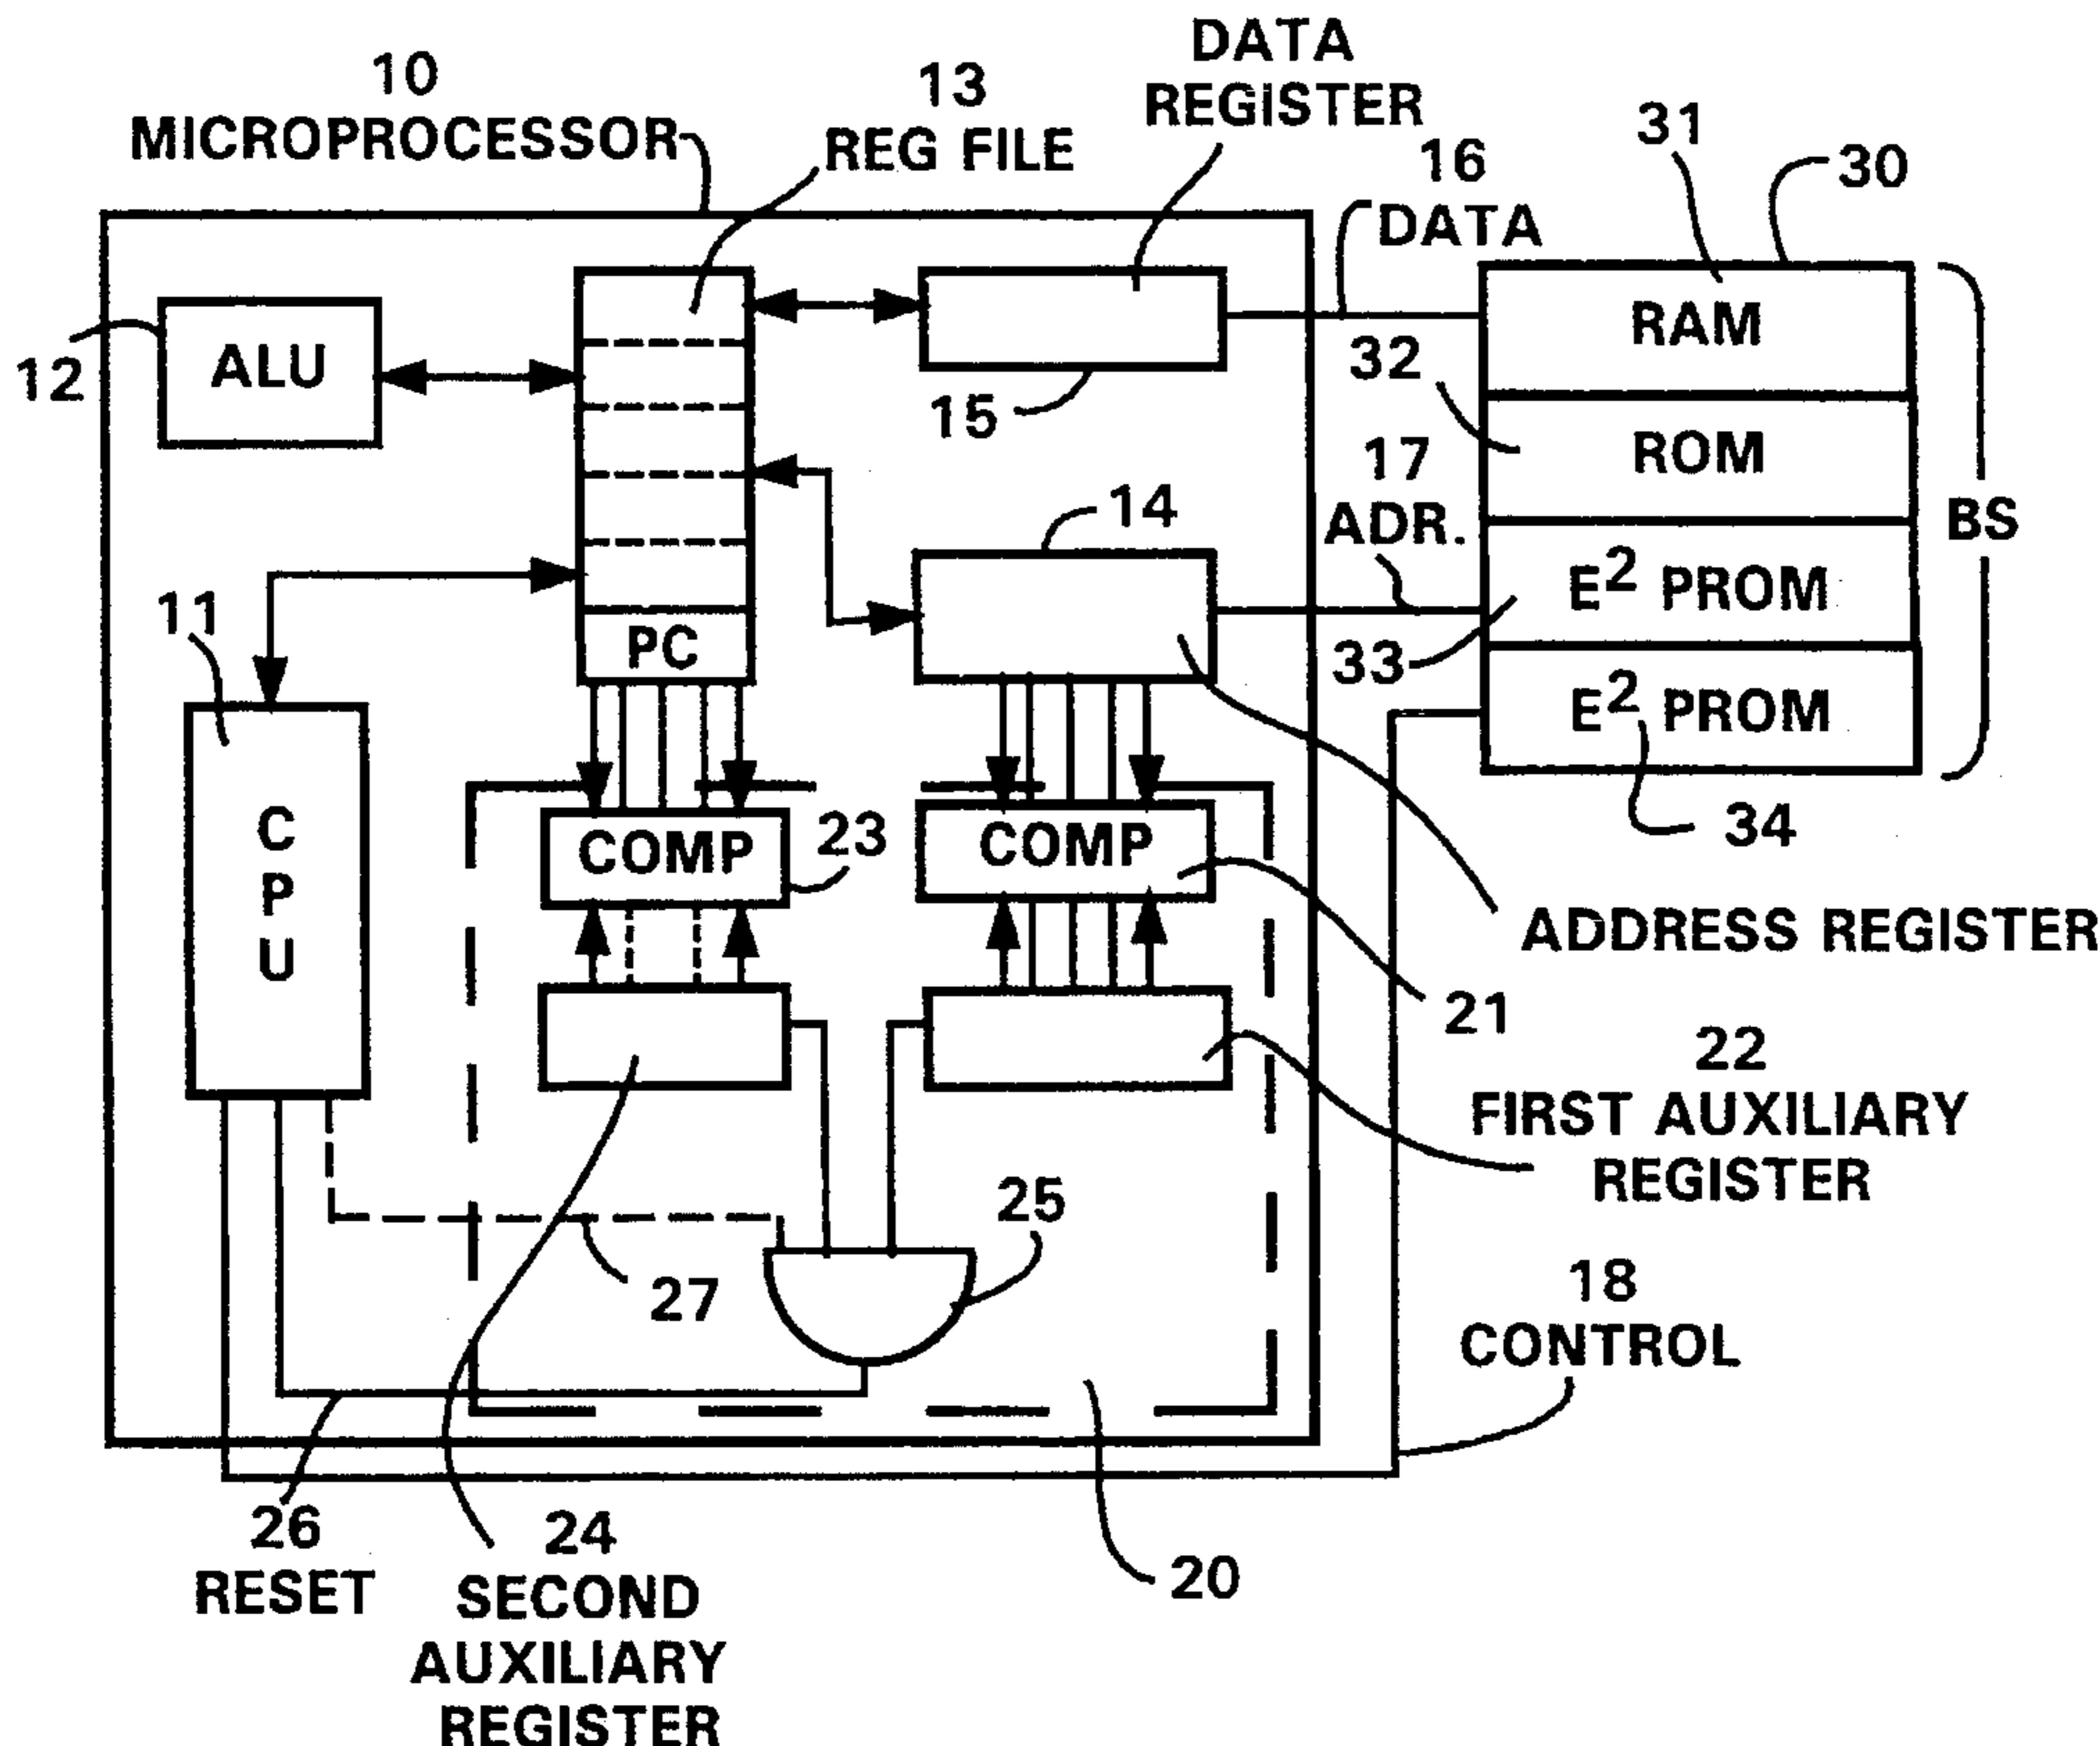 10
MICROPROCESSOR
13
REG FILE
DATA
REGISTER
16
DATA
31
30
12
ALU
15
RAM
32
ROM
17
ADR.
14
BS
E² PROM
33
E² PROM
34
11
PC
CPU
COMP
23
COMP
ADDRESS REGISTER
21
22
FIRST AUXILIARY
REGISTER
25
27
18
CONTROL
26
RESET
24
SECOND
AUXILIARY
REGISTER
20